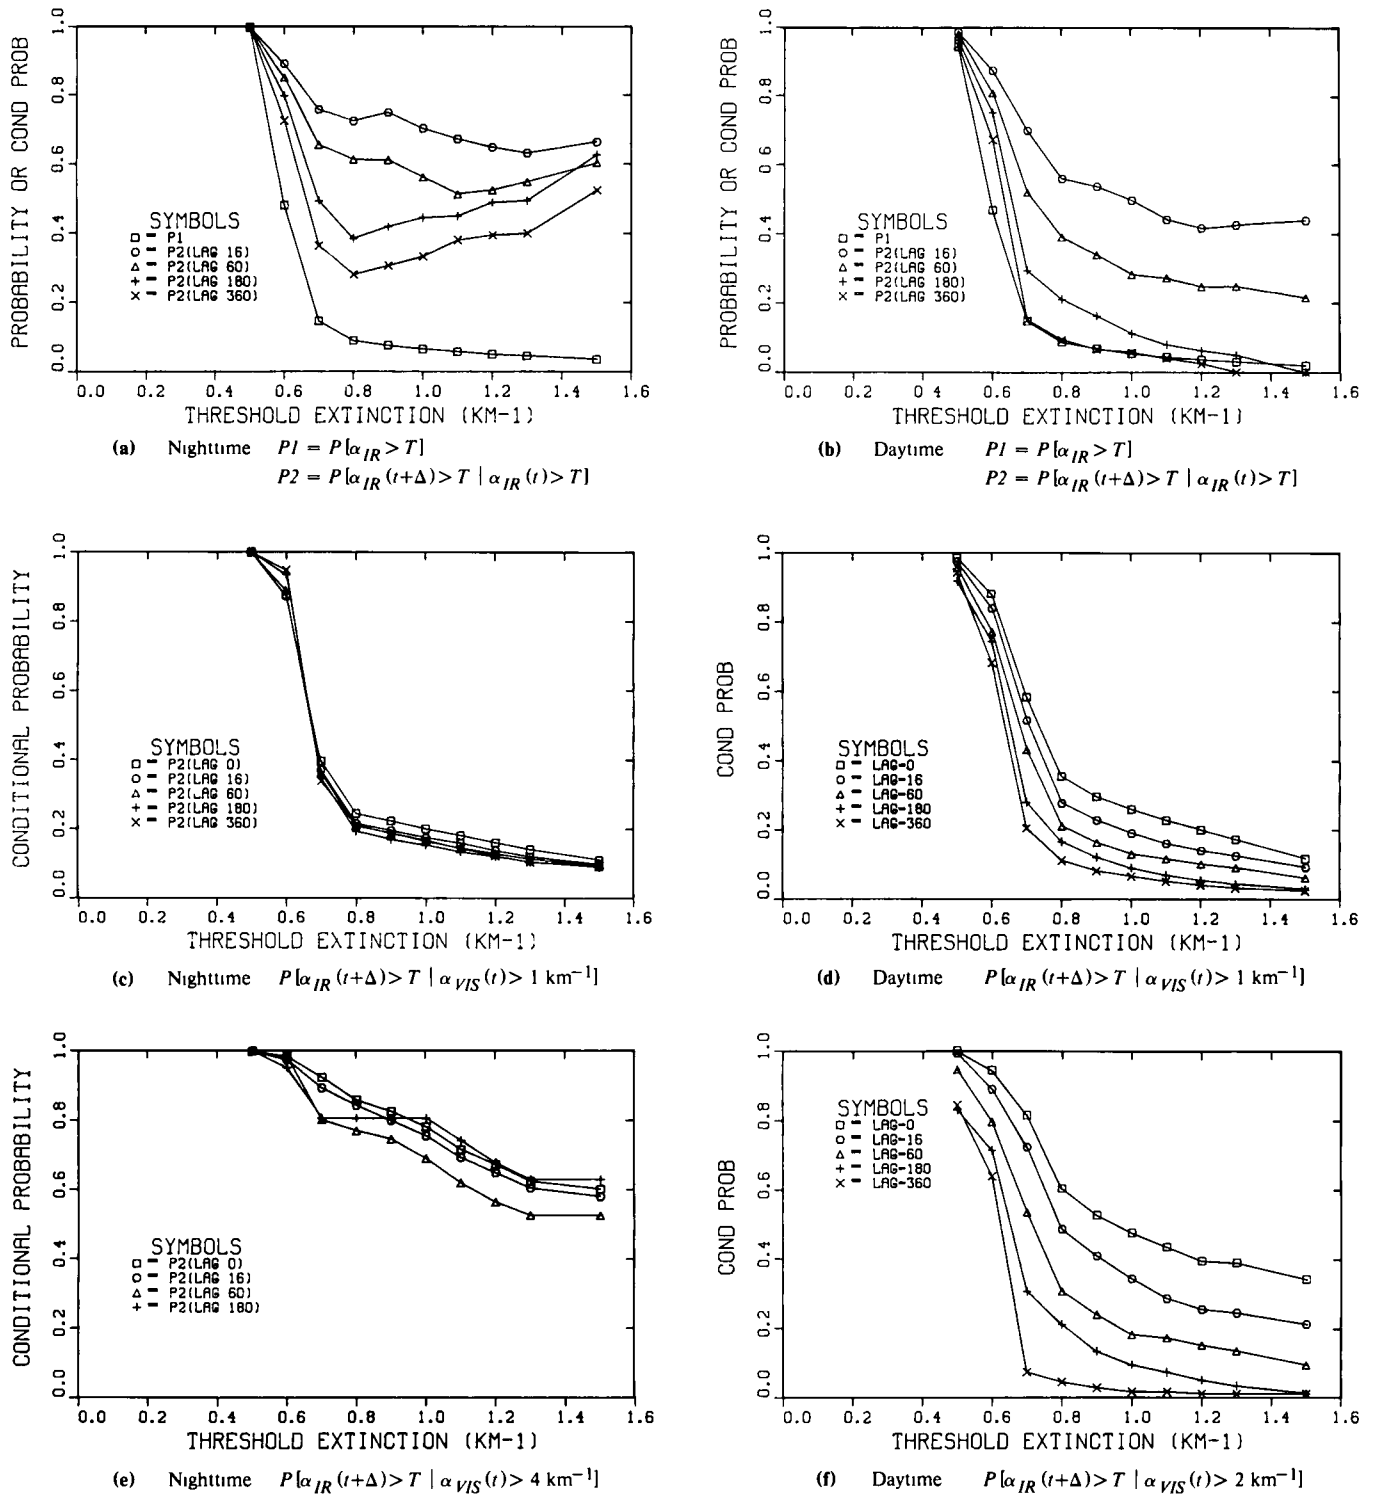 PROBABILITY OR COND PROB
0.0 0.2 0.4 0.6 0.8 1.0
SYMBOLS
□ = P1
○ = P2(LAG 16)
△ = P2(LAG 60)
+ = P2(LAG 180)
× = P2(LAG 360)
0.0 0.2 0.4 0.6 0.8 1.0 1.2 1.4 1.6
THRESHOLD EXTINCTION (KM-1)
(a) Nighttime P1 = P[α_IR > T]
P2 = P[α_IR (t+Δ) > T | α_IR (t) > T]
PROBABILITY OR COND PROB
0.0 0.2 0.4 0.6 0.8 1.0
SYMBOLS
□ = P1
○ = P2(LAG 16)
△ = P2(LAG 60)
+ = P2(LAG 180)
× = P2(LAG 360)
0.0 0.2 0 4 0.6 0.8 1.0 1.2 1.4 1.6
THRESHOLD EXTINCTION (KM-1)
(b) Daytime P1 = P[α_IR > T]
P2 = P[α_IR (t+Δ) > T | α_IR (t) > T]
CONDITIONAL PROBABILITY
0.0 0.2 0.4 0.6 0.8 1.0
SYMBOLS
□ = P2(LAG 0)
○ = P2(LAG 16)
△ = P2(LAG 60)
+ = P2(LAG 180)
× = P2(LAG 360)
0.0 0.2 0.4 0.6 0.8 1.0 1.2 1.4 1.6
THRESHOLD EXTINCTION (KM-1)
(c) Nighttime P[α_IR (t+Δ) > T | α_VIS (t) > 1 km⁻¹]
COND PROB
0.0 0.2 0.4 0.6 0.8 1.0
SYMBOLS
□ = LAG-0
○ = LAG-16
△ = LAG-60
+ = LAG-180
× = LAG-360
0.0 0.2 0.4 0.6 0.8 1.0 1.2 1.4 1.6
THRESHOLD EXTINCTION (KM-1)
(d) Daytime P[α_IR (t+Δ) > T | α_VIS (t) > 1 km⁻¹]
CONDITIONAL PROBABILITY
0.0 0.2 0.4 0.6 0.8 1.0
SYMBOLS
□ = P2(LAG 0)
○ = P2(LAG 16)
△ = P2(LAG 60)
+ = P2(LAG 180)
0.0 0.2 0.4 0.6 0.8 1.0 1.2 1.4 1.6
THRESHOLD EXTINCTION (KM-1)
(e) Nighttime P[α_IR (t+Δ) > T | α_VIS (t) > 4 km⁻¹]
COND PROB
0.0 0.2 0.4 0.6 0.8 1.0
SYMBOLS
□ = LAG-0
○ = LAG-16
△ = LAG-60
+ = LAG-180
× = LAG-360
0.0 0.2 0.4 0.6 0.8 1.0 1.2 1.4 1.6
THRESHOLD EXTINCTION (KM-1)
(f) Daytime P[α_IR (t+Δ) > T | α_VIS (t) > 2 km⁻¹]